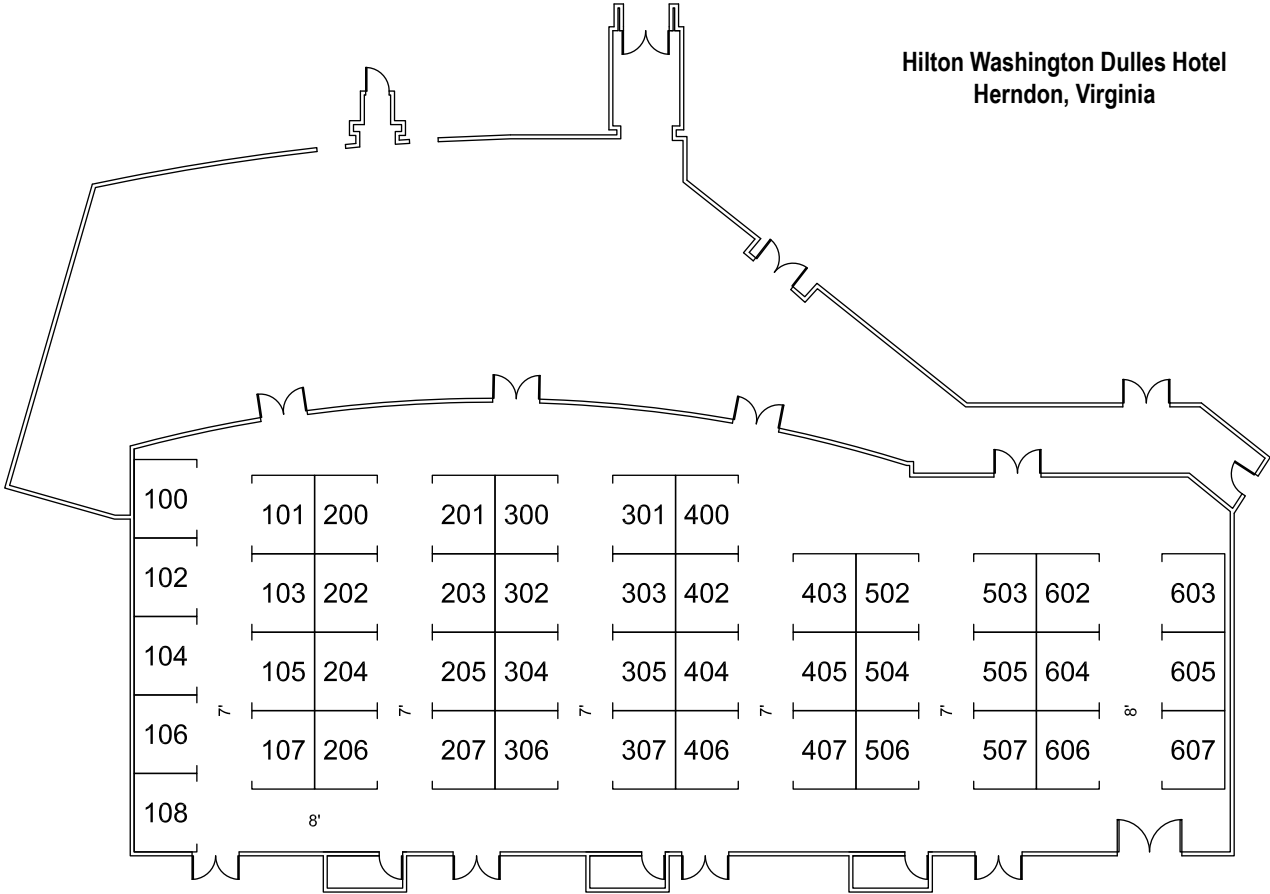 Hilton Washington Dulles Hotel
Herndon, Virginia
100
101 200 201 300 301 400
102
103 202 203 302 303 402 403 502 503 602 603
104
105 204 205 304 305 404 405 504 505 604 605
7' 7' 7' 7' 7' 8'
106
107 206 207 306 307 406 407 506 507 606 607
108
8'